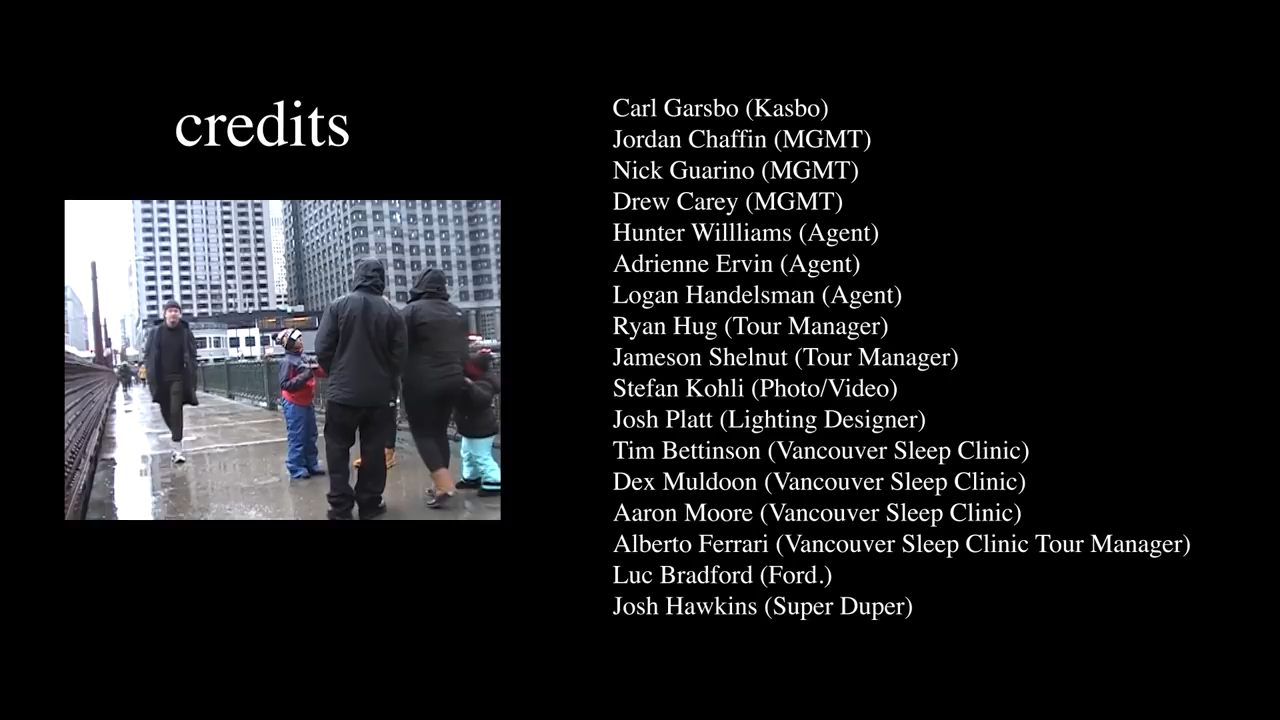 credits
Carl Garsbo (Kasbo)
Jordan Chaffin (MGMT)
Nick Guarino (MGMT)
Drew Carey (MGMT)
Hunter Willliams (Agent)
Adrienne Ervin (Agent)
Logan Handelsman (Agent)
Ryan Hug (Tour Manager)
Jameson Shelnut (Tour Manager)
Stefan Kohli (Photo/Video)
Josh Platt (Lighting Designer)
Tim Bettinson (Vancouver Sleep Clinic)
Dex Muldoon (Vancouver Sleep Clinic)
Aaron Moore (Vancouver Sleep Clinic)
Alberto Ferrari (Vancouver Sleep Clinic Tour Manager)
Luc Bradford (Ford.)
Josh Hawkins (Super Duper)